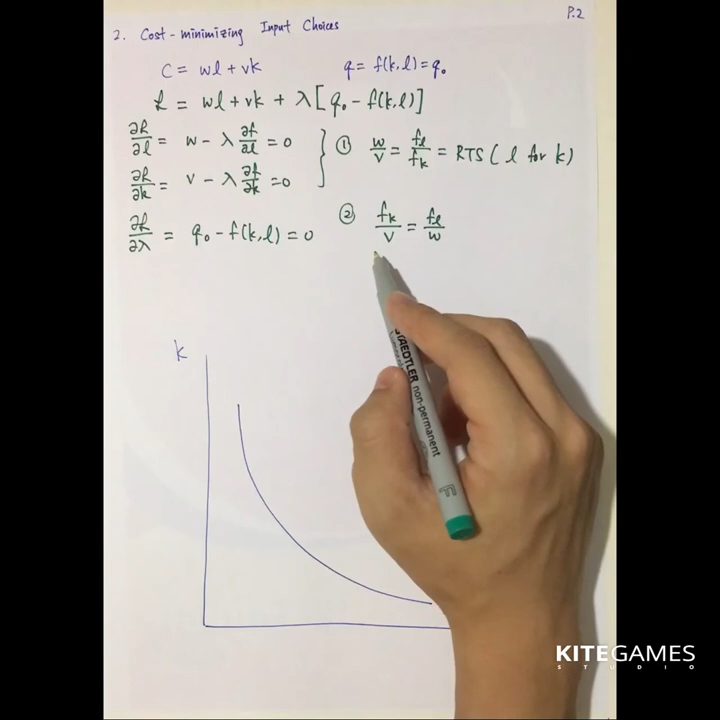 P.2
2. Cost-minimizing Input Choices
C = wl + vk
q = f(k,l) = q₀
ℒ = wl + vk + λ[q₀ - f(k,l)]
∂ℒ/∂l = w - λ ∂f/∂l = 0
∂ℒ/∂k = v - λ ∂f/∂k = 0
① w/v = fₗ/fₖ = RTS (l for k)
∂ℒ/∂λ = q₀ - f(k,l) = 0
② fₖ/v = fₗ/w
k
STAEDTLER non-permanent
F
KITEGAMES
STUDIO